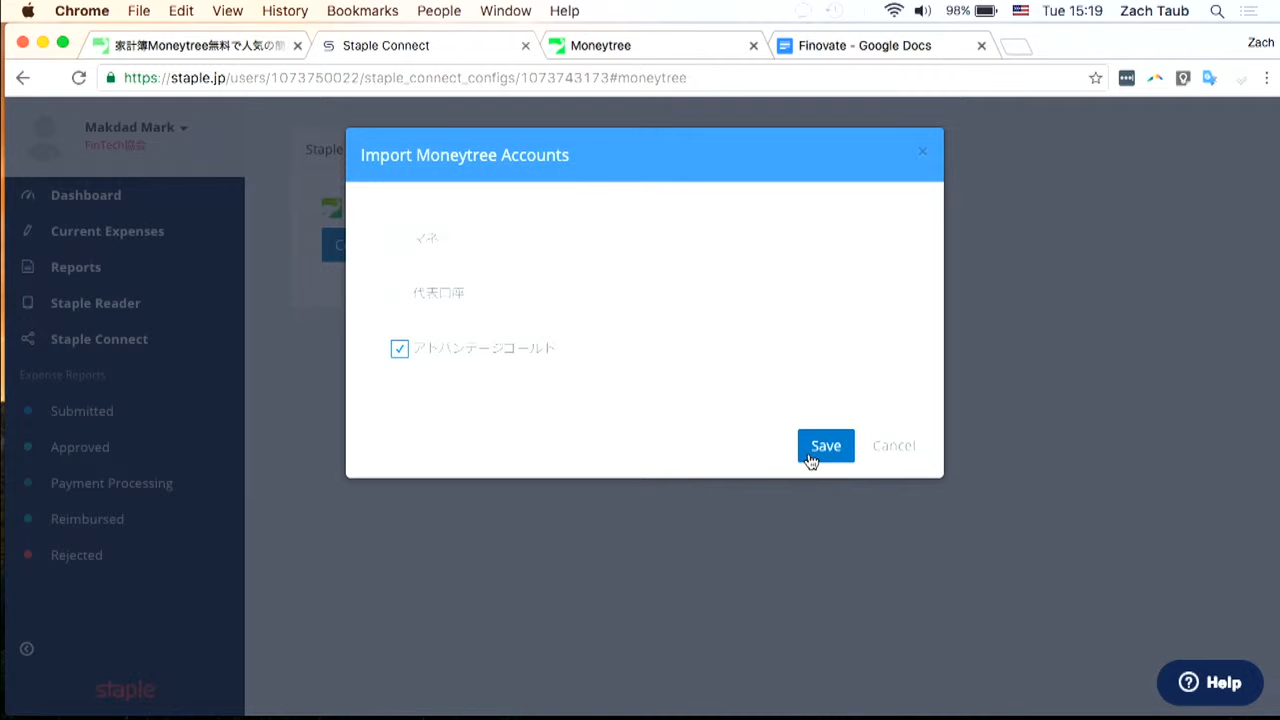 Chrome File Edit View History Bookmarks People Window Help 98% Tue 15:19 Zach Taub
家計簿Moneytree無料で人気の簡 Staple Connect Moneytree Finovate - Google Docs Zach
https://staple.jp/users/1073750022/staple_connect_configs/1073743173#moneytree
Makdad Mark
FinTech協会
Dashboard
Current Expenses
Reports
Staple Reader
Staple Connect
Expense Reports
Submitted
Approved
Payment Processing
Reimbursed
Rejected
staple
Staple
Import Moneytree Accounts
マネ
代表口座
アドバンテージゴールド
Save Cancel
Help